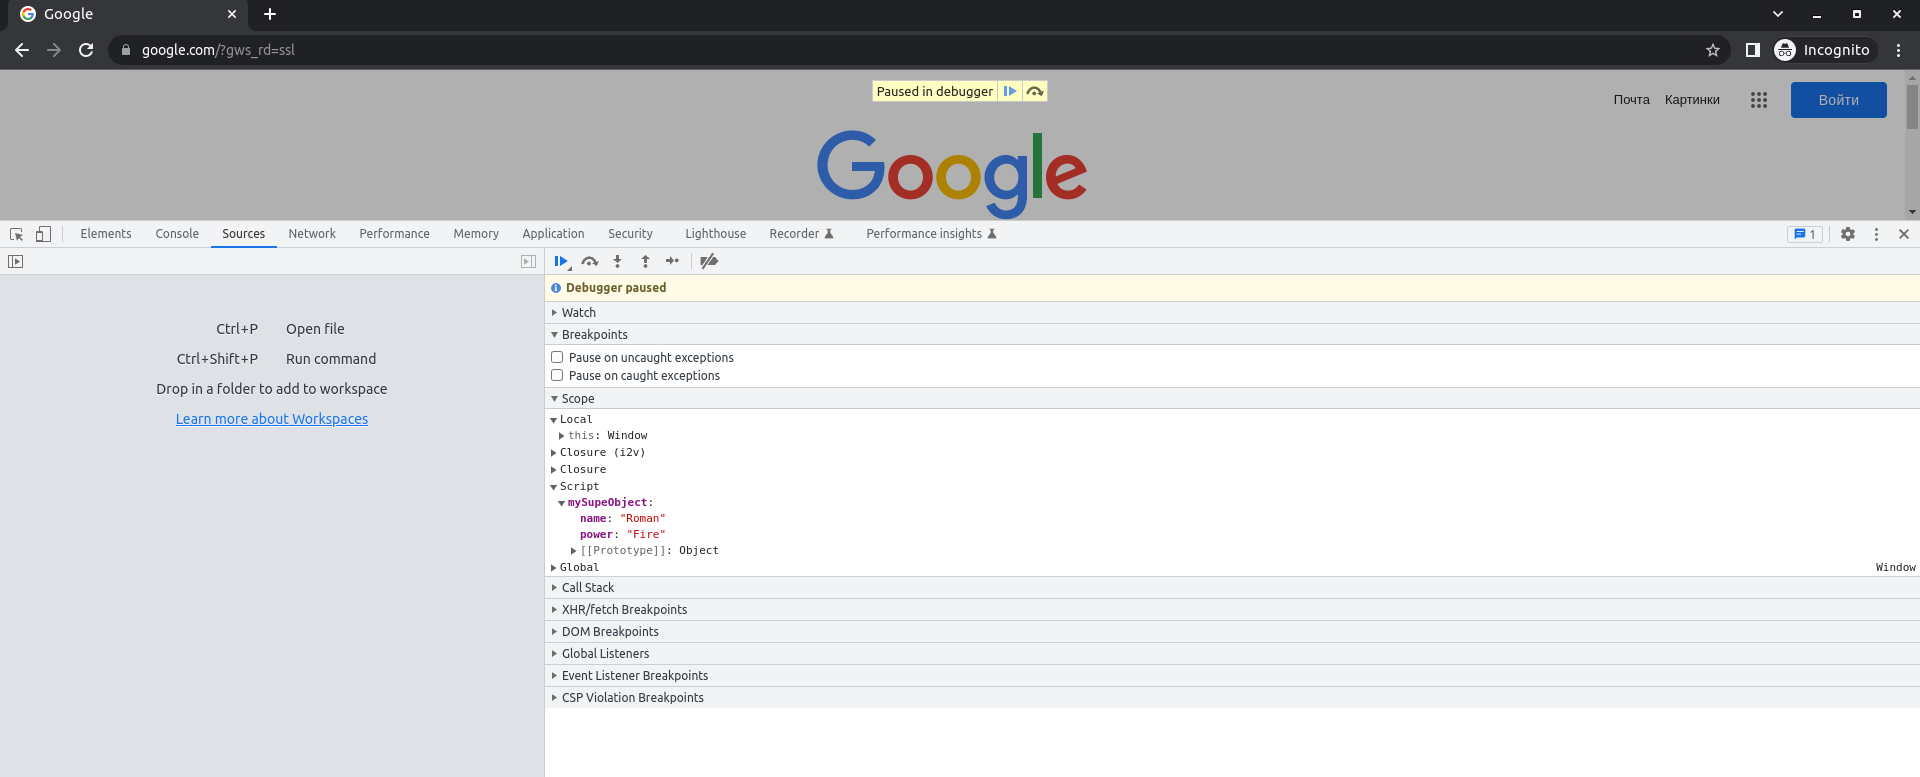 Google
google.com/?gws_rd=ssl
Incognito
Paused in debugger
Почта Картинки Войти
Google
Elements Console Sources Network Performance Memory Application Security Lighthouse Recorder Performance insights 1
Debugger paused
Watch
Breakpoints
Pause on uncaught exceptions
Pause on caught exceptions
Ctrl+P Open file
Ctrl+Shift+P Run command
Drop in a folder to add to workspace
Learn more about Workspaces
Scope
Local
this: Window
Closure (i2v)
Closure
Script
mySupeObject:
name: "Roman"
power: "Fire"
[[Prototype]]: Object
Global Window
Call Stack
XHR/fetch Breakpoints
DOM Breakpoints
Global Listeners
Event Listener Breakpoints
CSP Violation Breakpoints